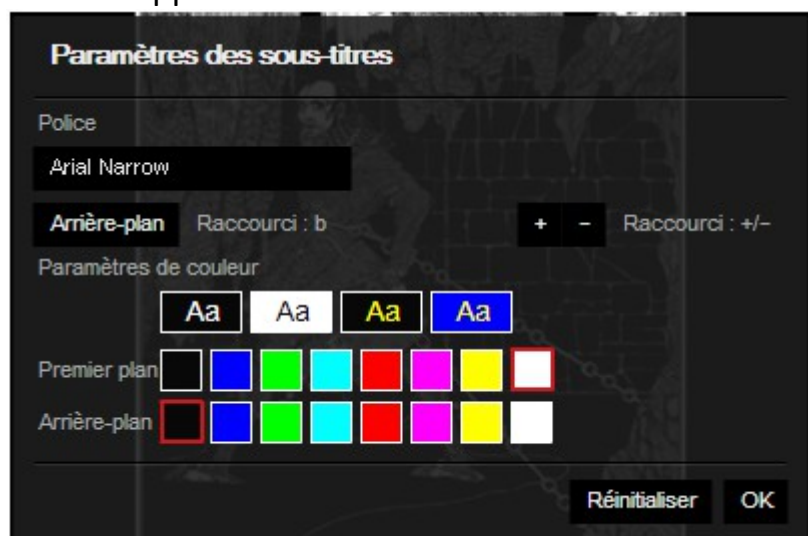 Paramètres des sous-titres
Police
Arial Narrow
Arrière-plan Raccourci : b + − Raccourci : +/−
Paramètres de couleur
Aa Aa Aa Aa
Premier plan
Arrière-plan
Réinitialiser OK